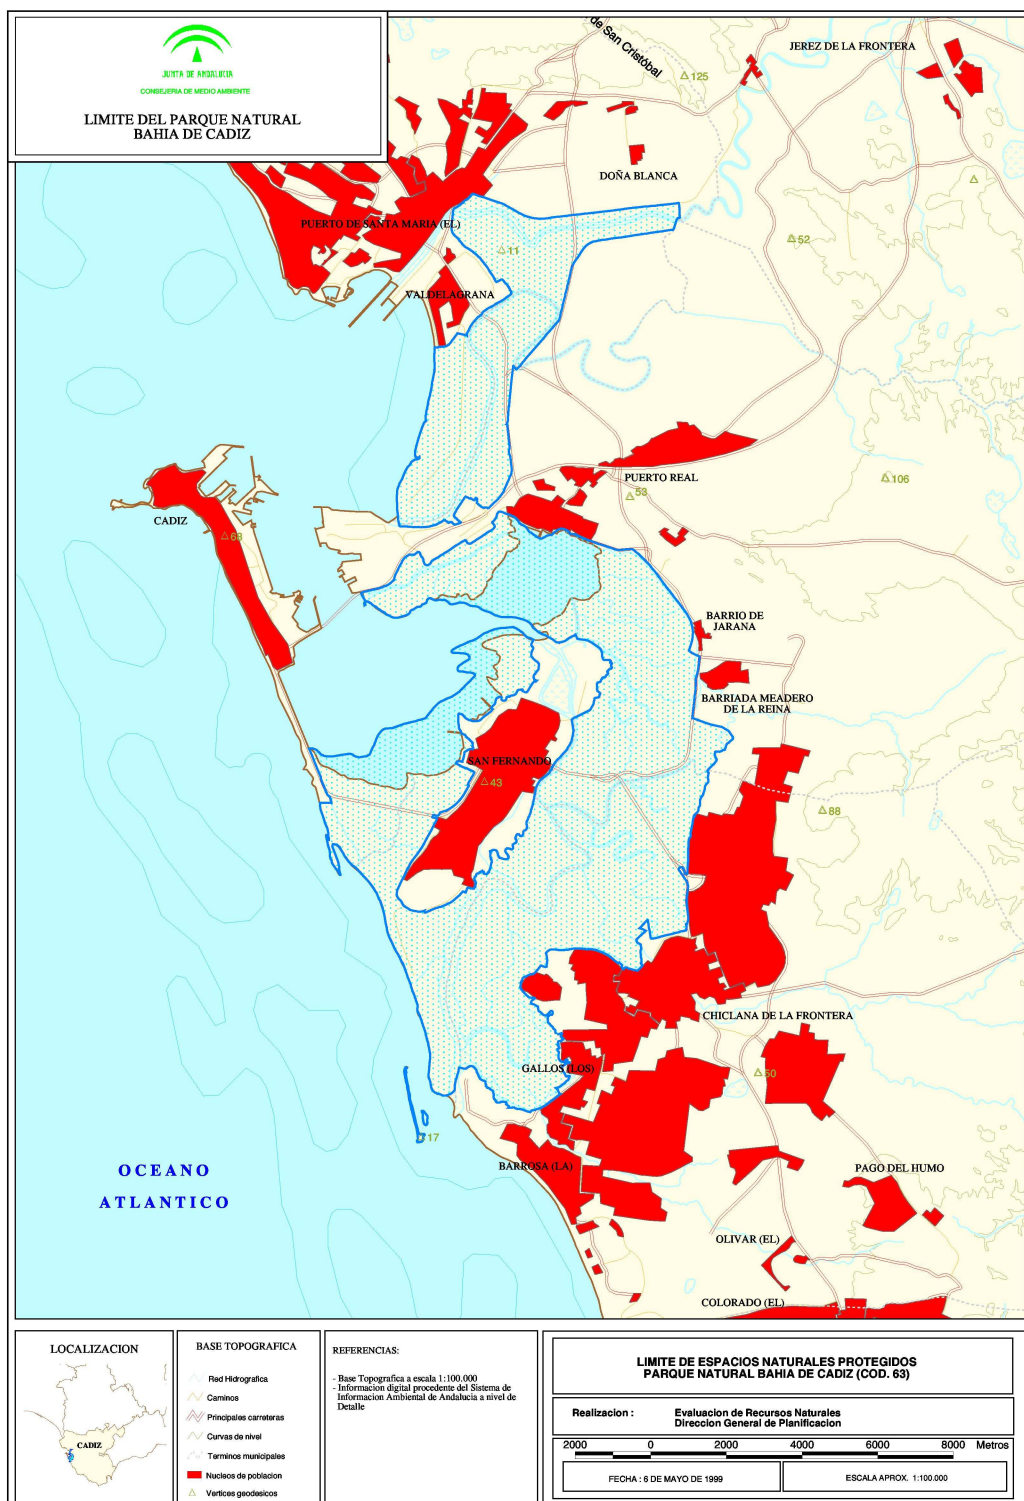 JUNTA DE ANDALUCIA
CONSEJERIA DE MEDIO AMBIENTE
LIMITE DEL PARQUE NATURAL
BAHIA DE CADIZ
de San Cristóbal
125
JEREZ DE LA FRONTERA
DOÑA BLANCA
PUERTO DE SANTA MARIA (EL)
11
52
VALDELAGRANA
PUERTO REAL
53
106
CADIZ
63
BARRIO DE
JARANA
BARRIADA MEADERO
DE LA REINA
SAN FERNANDO
43
88
CHICLANA DE LA FRONTERA
GALLOS (LOS)
50
17
BARROSA (LA)
PAGO DEL HUMO
OCEANO
ATLANTICO
OLIVAR (EL)
COLORADO (EL)
LOCALIZACION
CADIZ
BASE TOPOGRAFICA
Red Hidrografica
Caminos
Principales carreteras
Curvas de nivel
Terminos municipales
Nucleos de poblacion
Vertices geodesicos
REFERENCIAS:
- Base Topografica a escala 1:100.000
- Informacion digital procedente del Sistema de
Informacion Ambiental de Andalucia a nivel de
Detalle
LIMITE DE ESPACIOS NATURALES PROTEGIDOS
PARQUE NATURAL BAHIA DE CADIZ (COD. 63)
Realizacion : Evaluacion de Recursos Naturales
Direccion General de Planificacion
2000 0 2000 4000 6000 8000 Metros
FECHA : 6 DE MAYO DE 1999
ESCALA APROX. 1:100.000